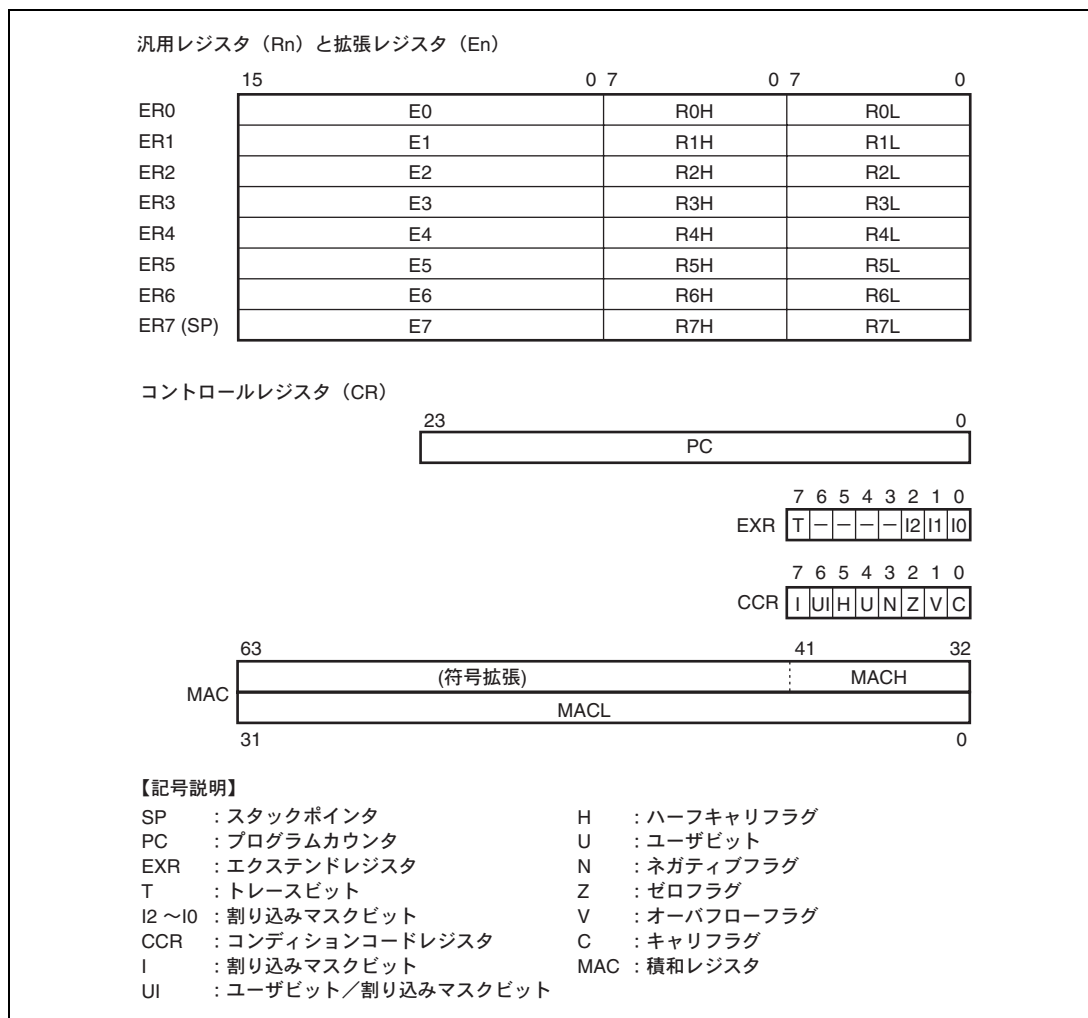 汎用レジスタ（Rn）と拡張レジスタ（En）
15 0 7 0 7 0
ER0 E0 R0H R0L
ER1 E1 R1H R1L
ER2 E2 R2H R2L
ER3 E3 R3H R3L
ER4 E4 R4H R4L
ER5 E5 R5H R5L
ER6 E6 R6H R6L
ER7 (SP) E7 R7H R7L
コントロールレジスタ（CR）
23 0
PC
7 6 5 4 3 2 1 0
EXR T － － － － I2 I1 I0
7 6 5 4 3 2 1 0
CCR I UI H U N Z V C
63 41 32
(符号拡張) MACH
MAC
MACL
31 0
【記号説明】
SP ：スタックポインタ
PC ：プログラムカウンタ
EXR ：エクステンドレジスタ
T ：トレースビット
I2 ～I0 ：割り込みマスクビット
CCR ：コンディションコードレジスタ
I ：割り込みマスクビット
UI ：ユーザビット／割り込みマスクビット
H ：ハーフキャリフラグ
U ：ユーザビット
N ：ネガティブフラグ
Z ：ゼロフラグ
V ：オーバフローフラグ
C ：キャリフラグ
MAC ：積和レジスタ